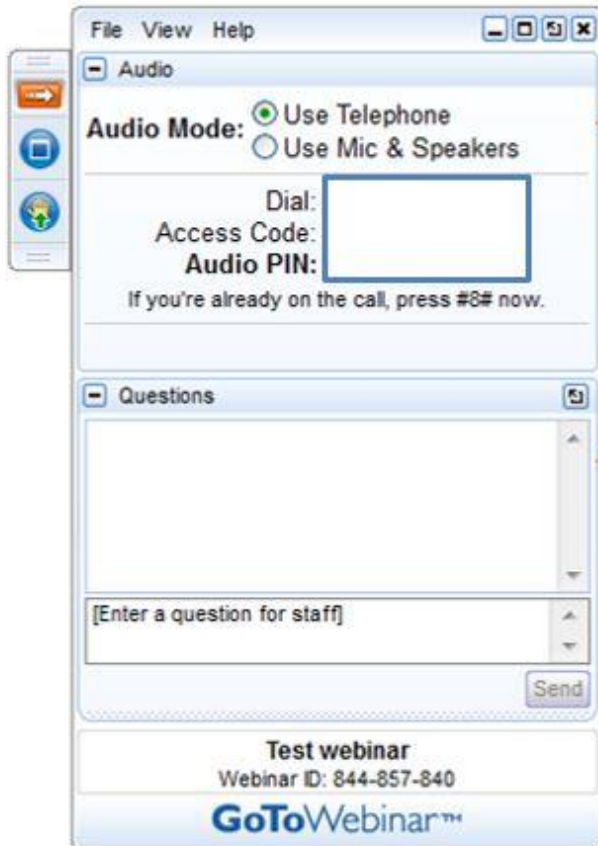 File View Help
Audio
Audio Mode: Use Telephone
Use Mic & Speakers
Dial:
Access Code:
Audio PIN:
If you're already on the call, press #8# now.
Questions
[Enter a question for staff]
Send
Test webinar
Webinar ID: 844-857-840
GoToWebinar™